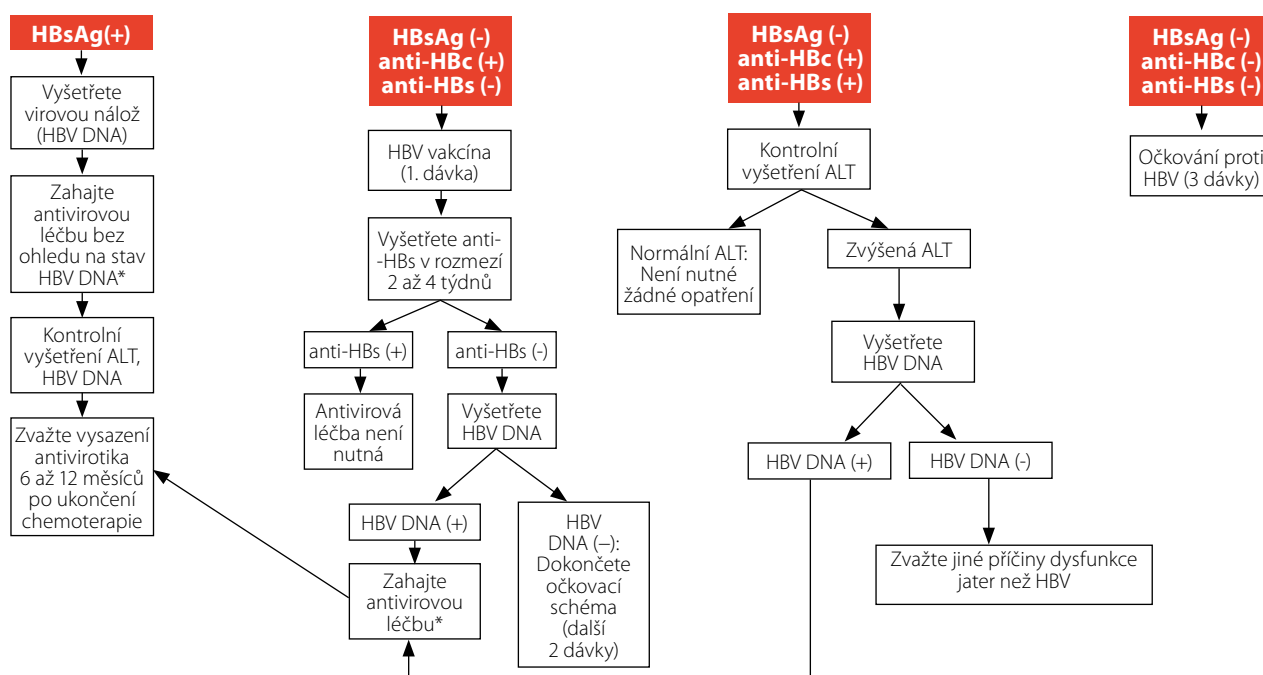 HBsAg(+)
Vyšetřete
virovou nálož
(HBV DNA)
Zahajte
antivirovou
léčbu bez
ohledu na stav
HBV DNA*
Kontrolní
vyšetření ALT,
HBV DNA
Zvažte vysazení
antivirotika
6 až 12 měsíců
po ukončení
chemoterapie
HBsAg (-)
anti-HBc (+)
anti-HBs (-)
HBV vakcína
(1. dávka)
Vyšetřete anti-
-HBs v rozmezí
2 až 4 týdnů
anti-HBs (+)
Antivirová
léčba není
nutná
anti-HBs (-)
Vyšetřete
HBV DNA
HBV DNA (+)
Zahajte
antivirovou
léčbu*
HBV
DNA (–):
Dokončete
očkovací
schéma
(další
2 dávky)
HBsAg (-)
anti-HBc (+)
anti-HBs (+)
Kontrolní
vyšetření ALT
Normální ALT:
Není nutné
žádné opatření
Zvýšená ALT
Vyšetřete
HBV DNA
HBV DNA (+)
HBV DNA (-)
Zvažte jiné příčiny dysfunkce
jater než HBV
HBsAg (-)
anti-HBc (-)
anti-HBs (-)
Očkování proti
HBV (3 dávky)